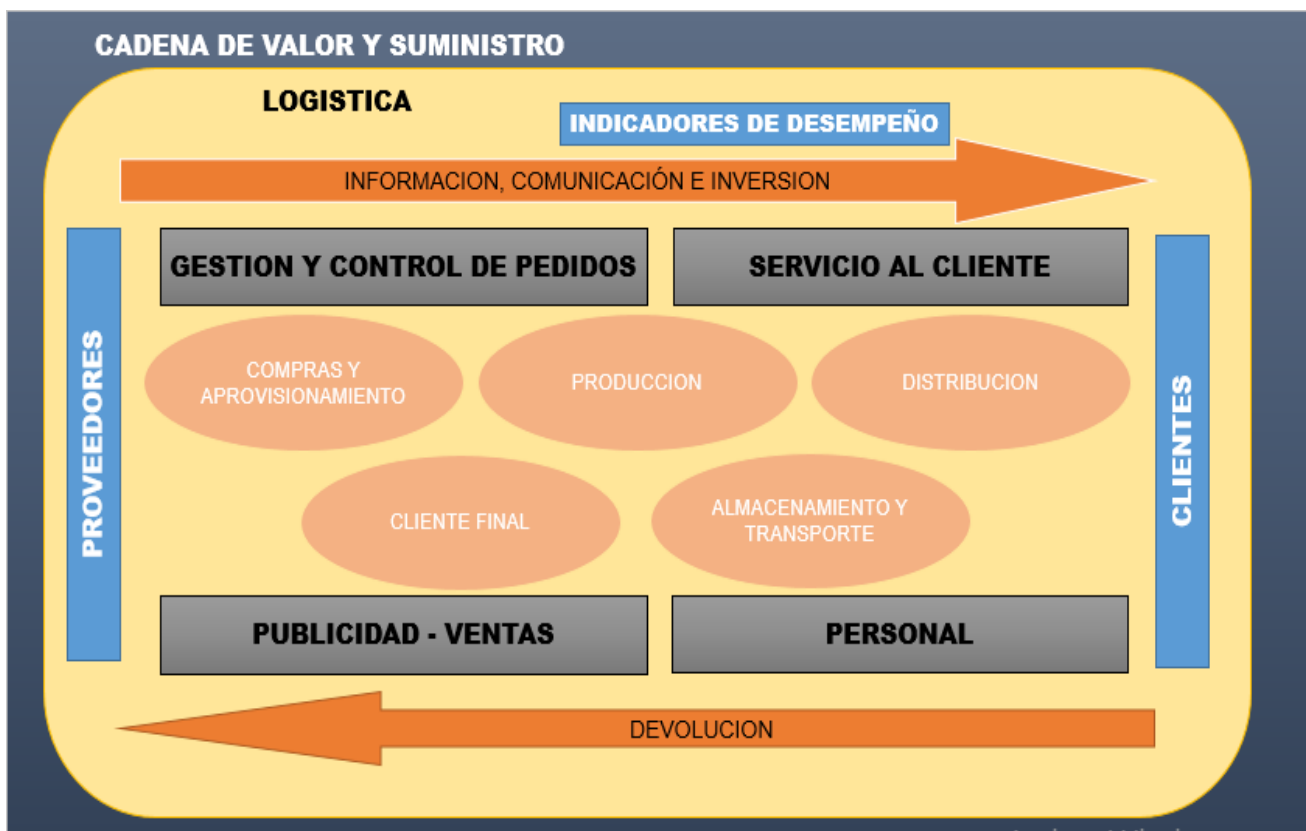 CADENA DE VALOR Y SUMINISTRO
LOGISTICA
INDICADORES DE DESEMPEÑO
INFORMACION, COMUNICACIÓN E INVERSION
GESTION Y CONTROL DE PEDIDOS
SERVICIO AL CLIENTE
PROVEEDORES
COMPRAS Y
APROVISIONAMIENTO
PRODUCCION
DISTRIBUCION
CLIENTES
CLIENTE FINAL
ALMACENAMIENTO Y
TRANSPORTE
PUBLICIDAD - VENTAS
PERSONAL
DEVOLUCION